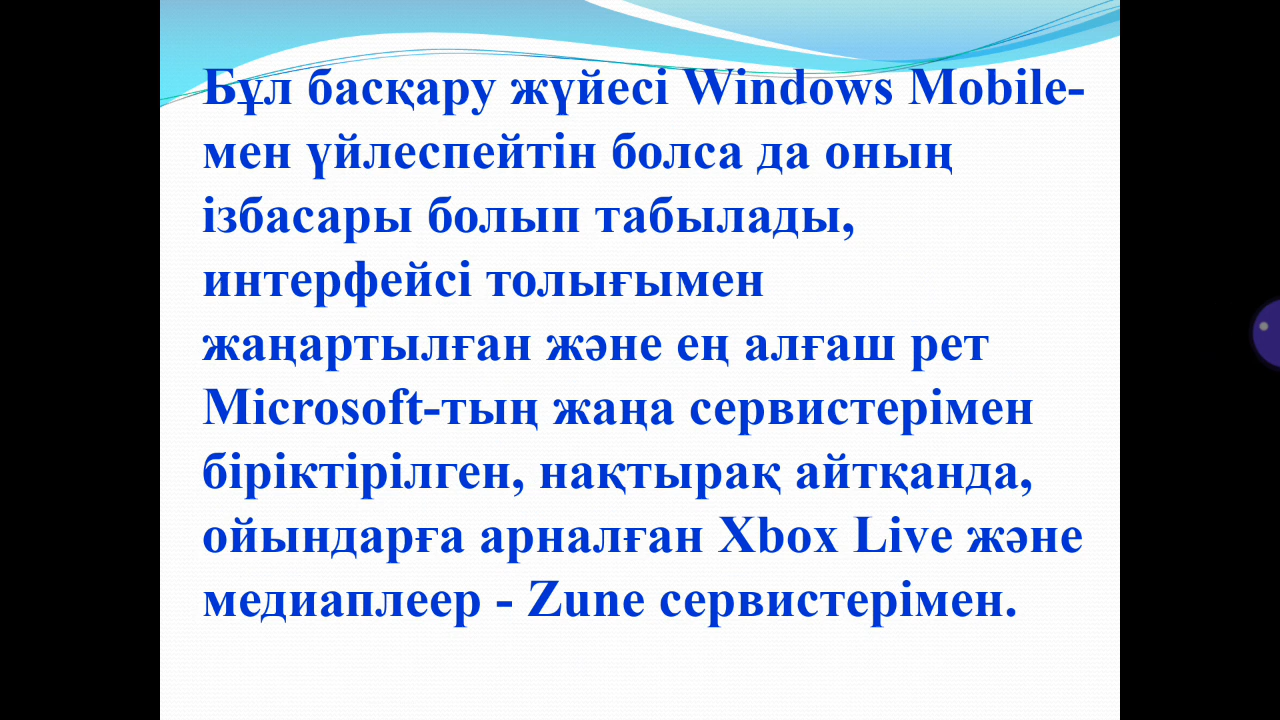 Бұл басқару жүйесі Windows Mobile-
мен үйлеспейтін болса да оның
ізбасары болып табылады,
интерфейсі толығымен
жаңартылған және ең алғаш рет
Microsoft-тың жаңа сервистерімен
біріктірілген, нақтырақ айтқанда,
ойындарға арналған Xbox Live және
медиаплеер - Zune сервистерімен.